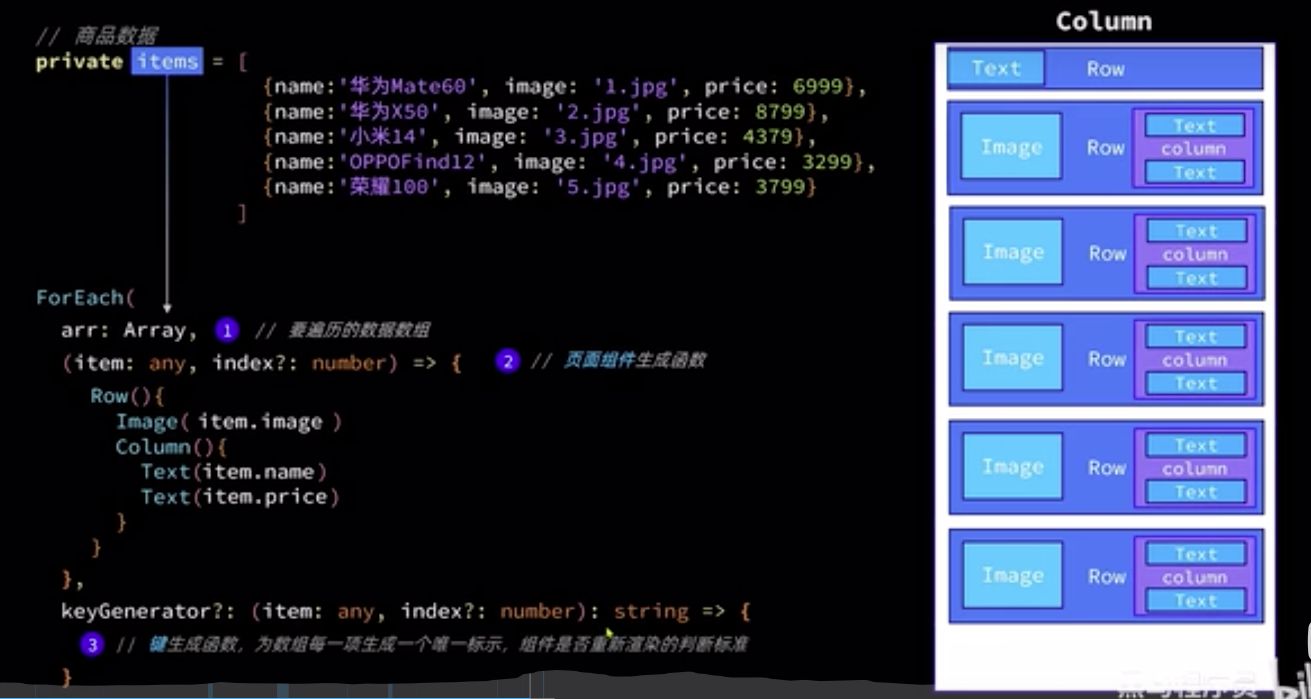 // 商品数据
private items = [
{name:'华为Mate60', image: '1.jpg', price: 6999},
{name:'华为X50', image: '2.jpg', price: 8799},
{name:'小米14', image: '3.jpg', price: 4379},
{name:'OPPOFind12', image: '4.jpg', price: 3299},
{name:'荣耀100', image: '5.jpg', price: 3799}
]
ForEach(
arr: Array, 1 // 要遍历的数据数组
(item: any, index?: number) => { 2 // 页面组件生成函数
Row(){
Image( item.image )
Column(){
Text(item.name)
Text(item.price)
}
}
},
keyGenerator?: (item: any, index?: number): string => {
3 // 键生成函数，为数组每一项生成一个唯一标示，组件是否重新渲染的判断标准
}
Column
Text Row
Image Row
Text
column
Text
Image Row
Text
column
Text
Image Row
Text
column
Text
Image Row
Text
column
Text
Image Row
Text
column
Text